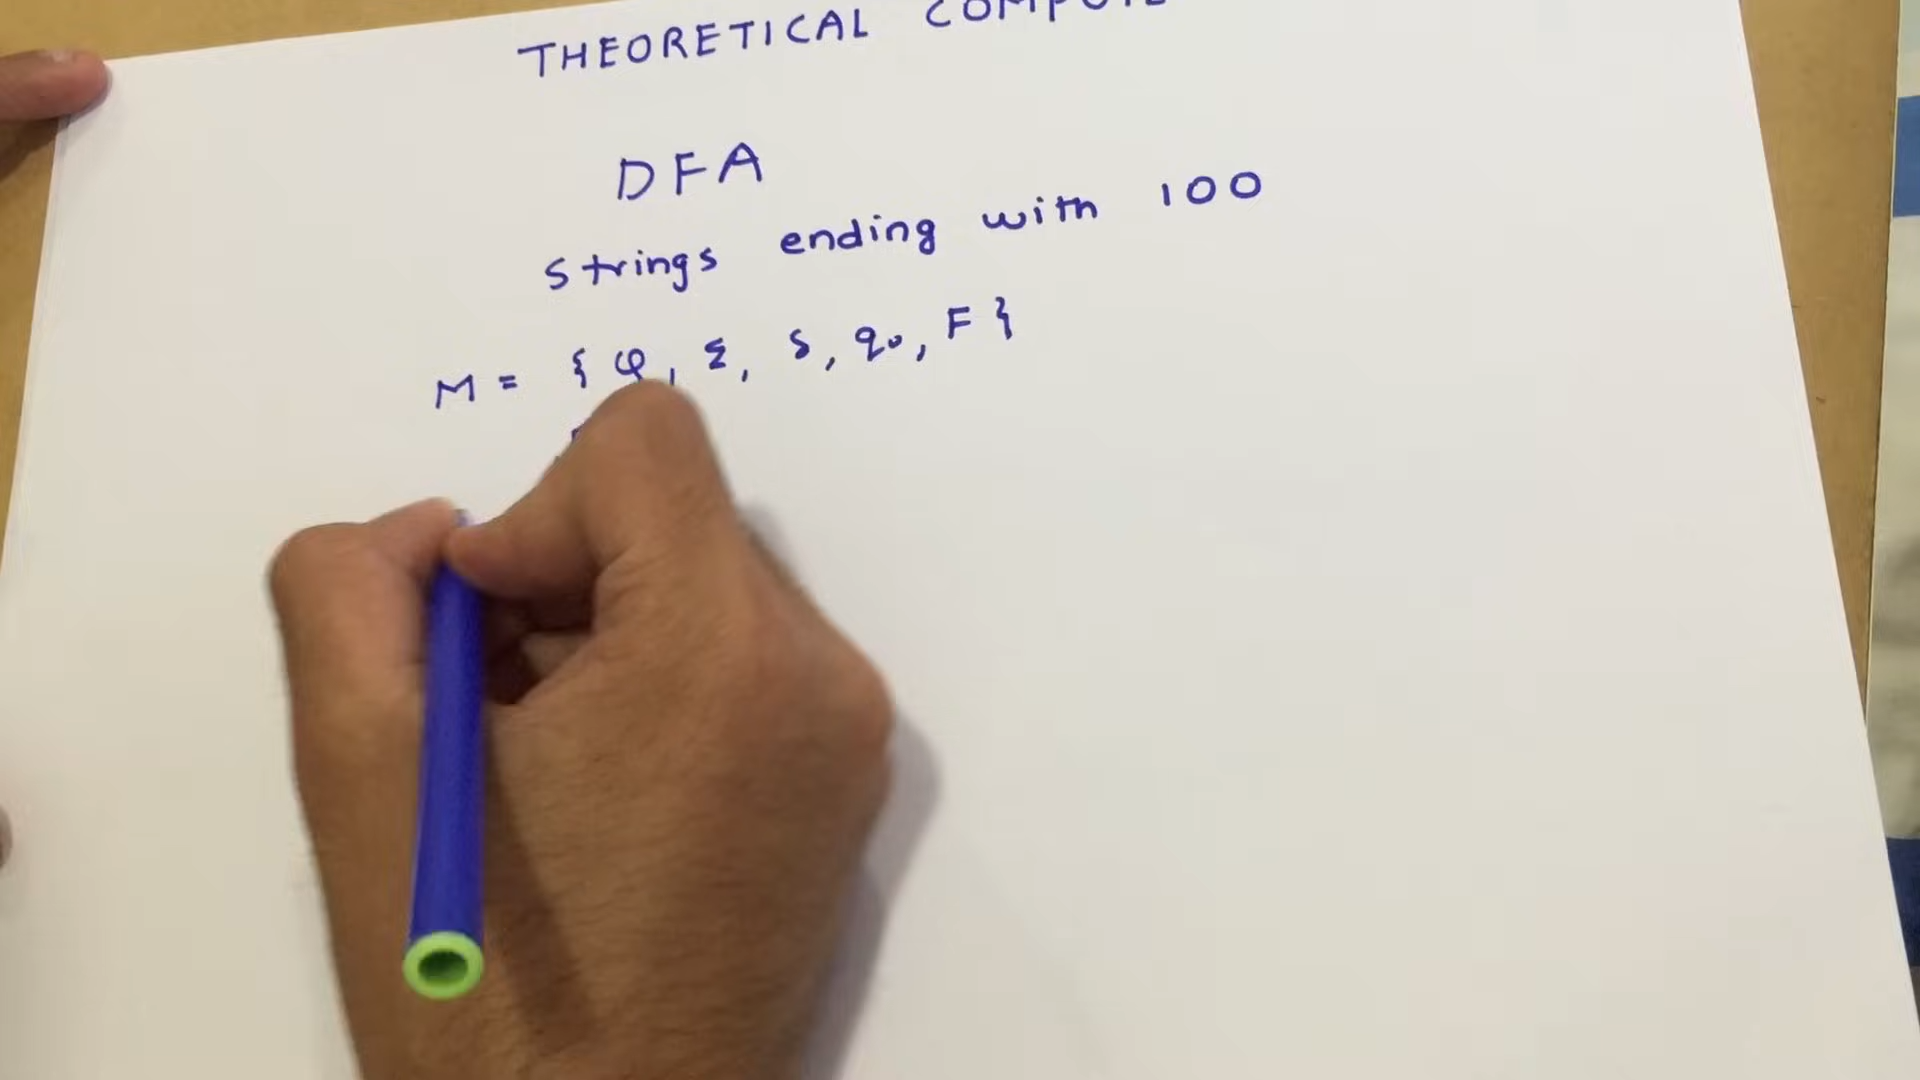 THEORETICAL
DFA
strings ending with 100
M = { φ, Σ, δ, q₀, F }